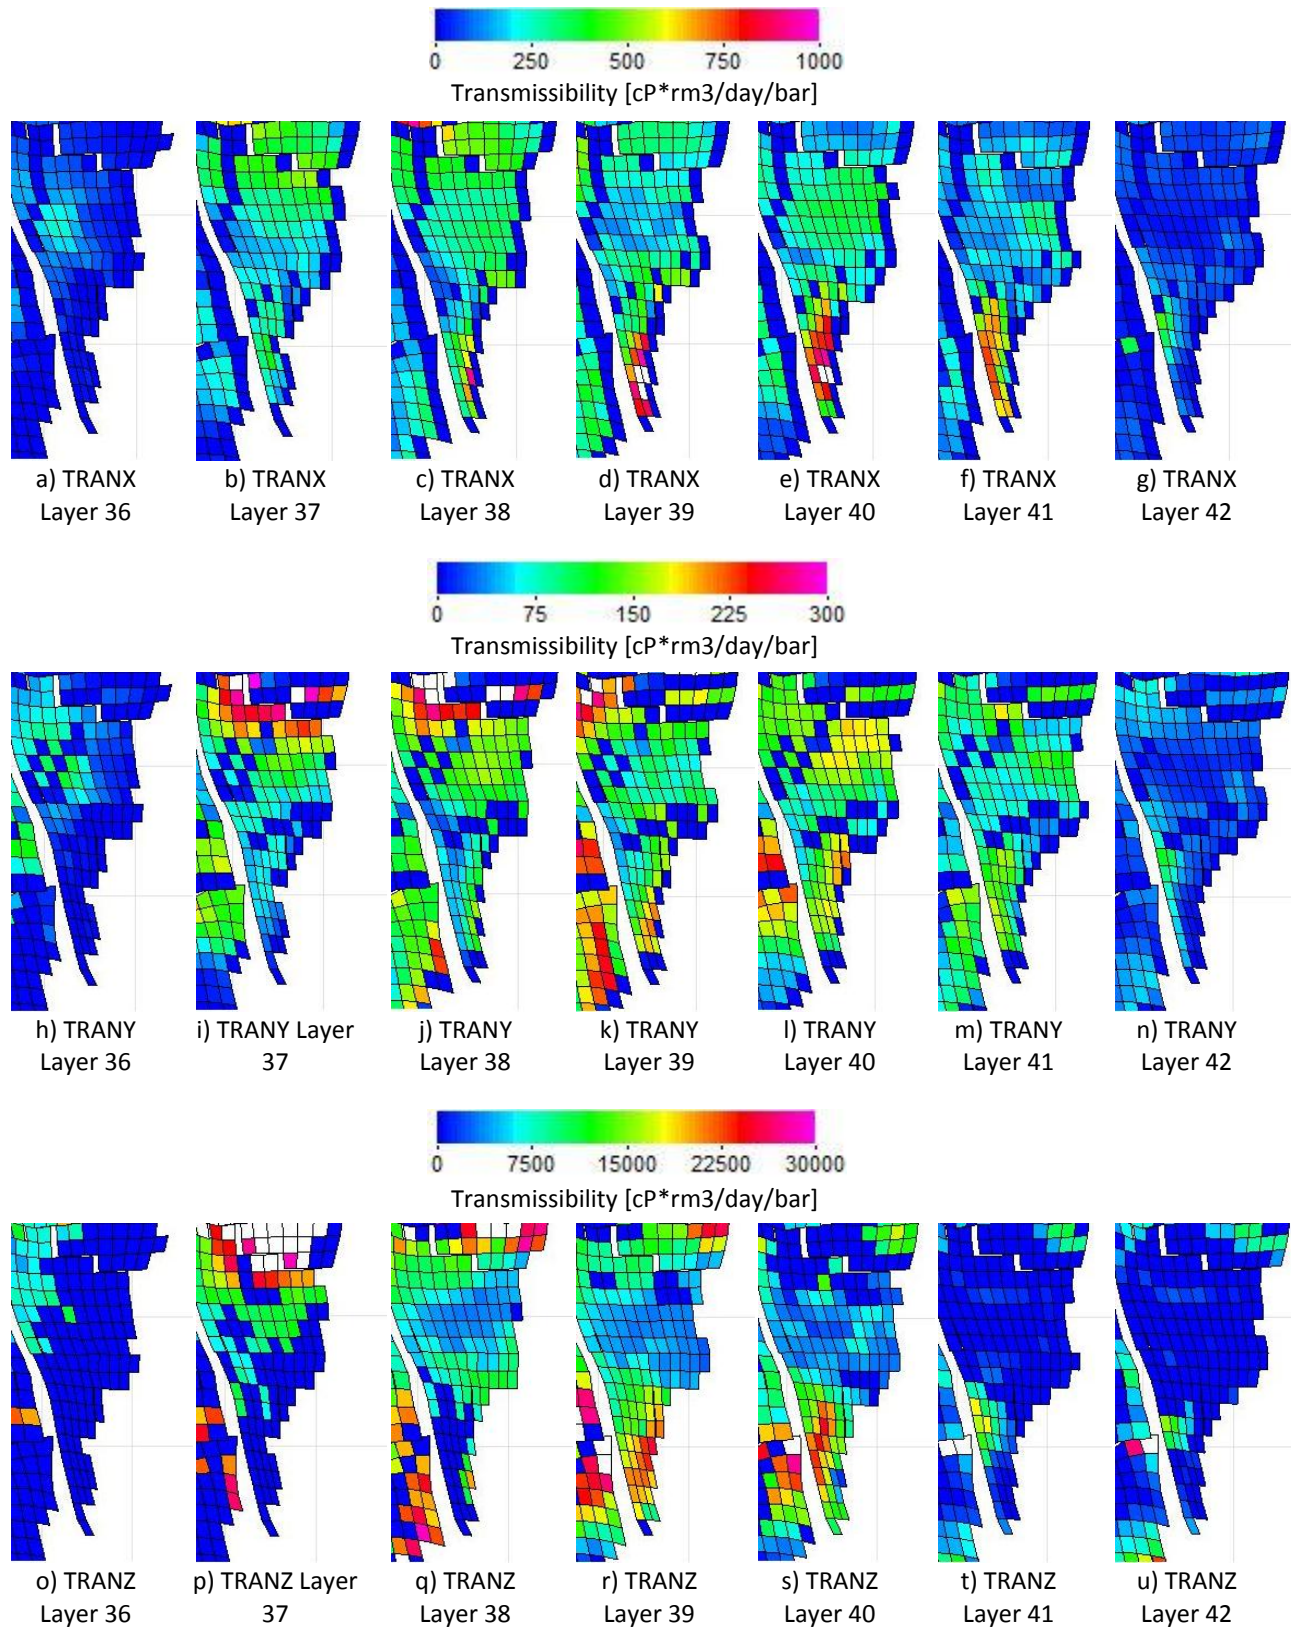 0 250 500 750 1000
Transmissibility [cP*rm3/day/bar]
a) TRANX b) TRANX c) TRANX d) TRANX e) TRANX f) TRANX g) TRANX
Layer 36 Layer 37 Layer 38 Layer 39 Layer 40 Layer 41 Layer 42
0 75 150 225 300
Transmissibility [cP*rm3/day/bar]
h) TRANY i) TRANY Layer j) TRANY k) TRANY l) TRANY m) TRANY n) TRANY
Layer 36 37 Layer 38 Layer 39 Layer 40 Layer 41 Layer 42
0 7500 15000 22500 30000
Transmissibility [cP*rm3/day/bar]
o) TRANZ p) TRANZ Layer q) TRANZ r) TRANZ s) TRANZ t) TRANZ u) TRANZ
Layer 36 37 Layer 38 Layer 39 Layer 40 Layer 41 Layer 42